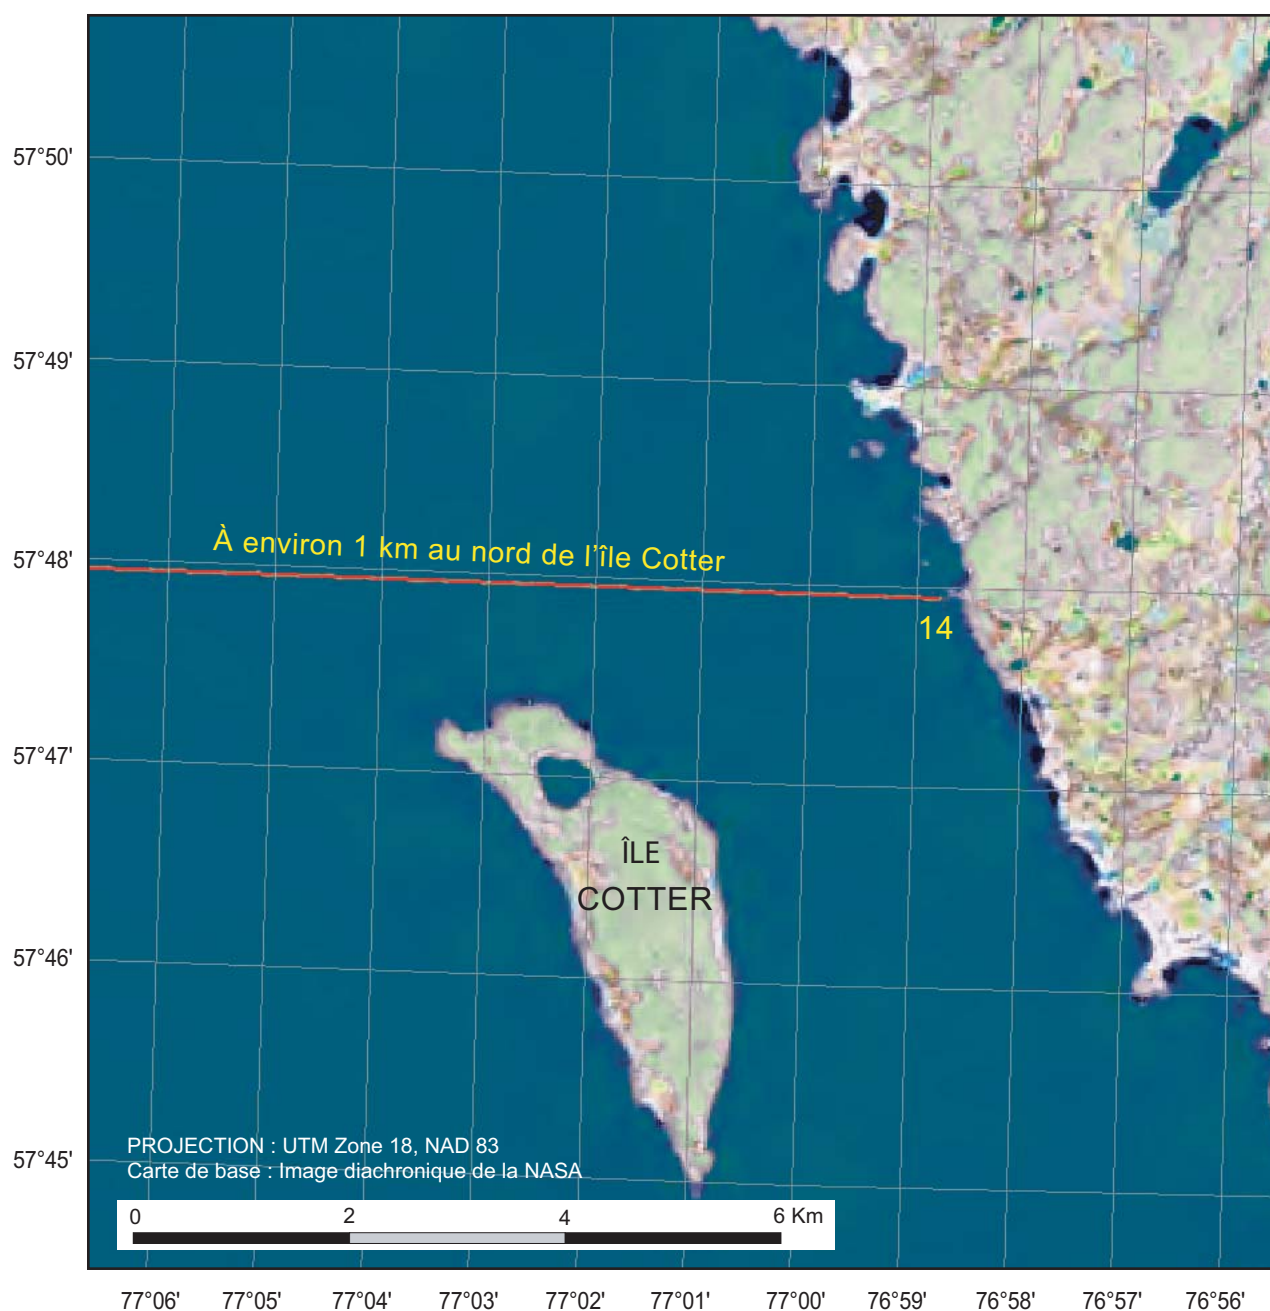 57°50'
57°49'
À environ 1 km au nord de l'île Cotter
57°48'
14
57°47'
ÎLE
COTTER
57°46'
PROJECTION : UTM Zone 18, NAD 83
57°45'
Carte de base : Image diachronique de la NASA
0 2 4 6 Km
77°06' 77°05' 77°04' 77°03' 77°02' 77°01' 77°00' 76°59' 76°58' 76°57' 76°56'